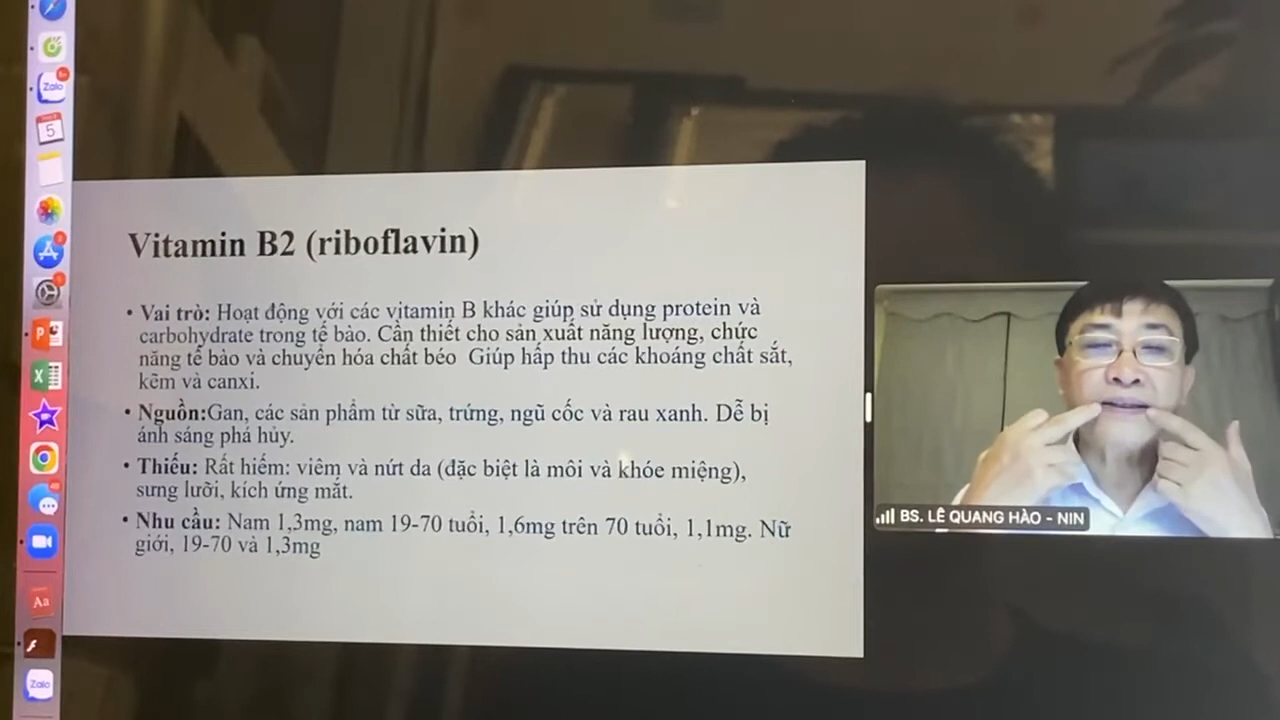 Zalo
5
Vitamin B2 (riboflavin)
• Vai trò: Hoạt động với các vitamin B khác giúp sử dụng protein và
carbohydrate trong tế bào. Cần thiết cho sản xuất năng lượng, chức
năng tế bào và chuyển hóa chất béo Giúp hấp thu các khoáng chất sắt,
kẽm và canxi.
• Nguồn:Gan, các sản phẩm từ sữa, trứng, ngũ cốc và rau xanh. Dễ bị
ánh sáng phá hủy.
• Thiếu: Rất hiếm: viêm và nứt da (đặc biệt là môi và khóe miệng),
sưng lưỡi, kích ứng mắt.
• Nhu cầu: Nam 1,3mg, nam 19-70 tuổi, 1,6mg trên 70 tuổi, 1,1mg. Nữ
giới, 19-70 và 1,3mg
BS. LÊ QUANG HÀO - NIN
P
X
Aa
Zalo